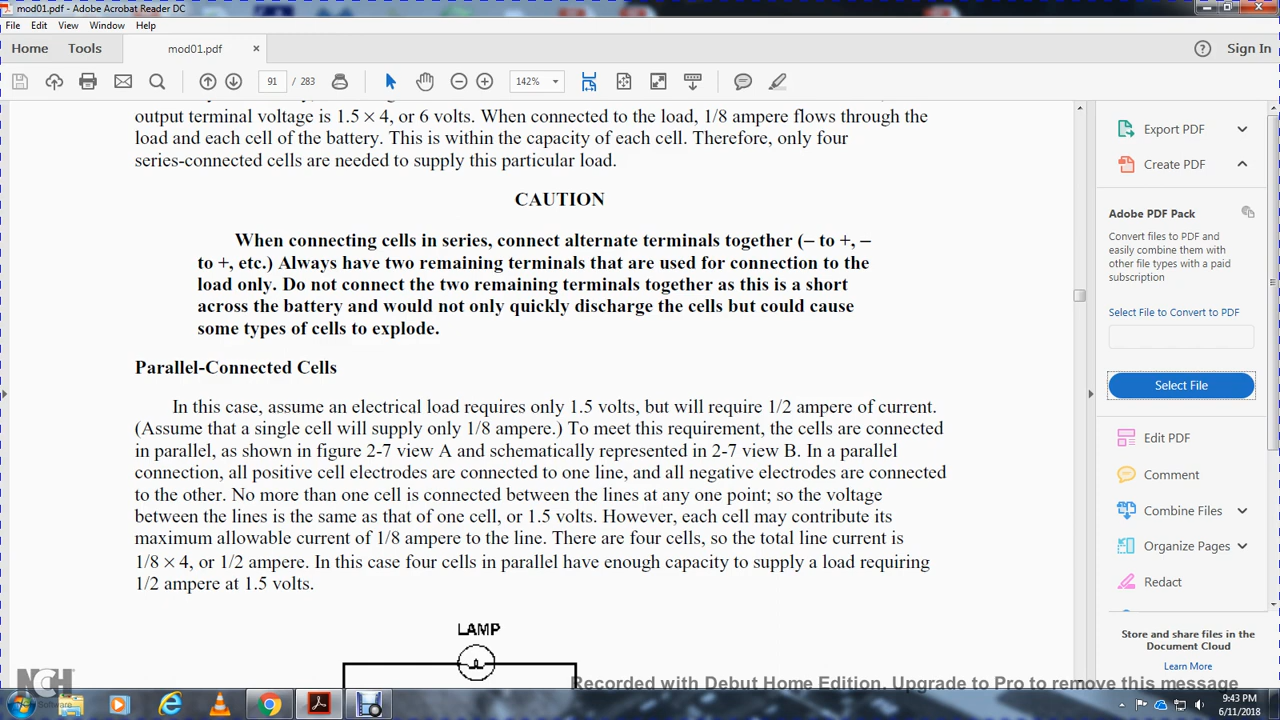 mod01.pdf - Adobe Acrobat Reader DC
File Edit View Window Help
Home Tools mod01.pdf × ? Sign In
91 / 283 142%
output terminal voltage is 1.5 × 4, or 6 volts. When connected to the load, 1/8 ampere flows through the
load and each cell of the battery. This is within the capacity of each cell. Therefore, only four
series-connected cells are needed to supply this particular load.
CAUTION
When connecting cells in series, connect alternate terminals together (– to +, –
to +, etc.) Always have two remaining terminals that are used for connection to the
load only. Do not connect the two remaining terminals together as this is a short
across the battery and would not only quickly discharge the cells but could cause
some types of cells to explode.
Parallel-Connected Cells
In this case, assume an electrical load requires only 1.5 volts, but will require 1/2 ampere of current.
(Assume that a single cell will supply only 1/8 ampere.) To meet this requirement, the cells are connected
in parallel, as shown in figure 2-7 view A and schematically represented in 2-7 view B. In a parallel
connection, all positive cell electrodes are connected to one line, and all negative electrodes are connected
to the other. No more than one cell is connected between the lines at any one point; so the voltage
between the lines is the same as that of one cell, or 1.5 volts. However, each cell may contribute its
maximum allowable current of 1/8 ampere to the line. There are four cells, so the total line current is
1/8 × 4, or 1/2 ampere. In this case four cells in parallel have enough capacity to supply a load requiring
1/2 ampere at 1.5 volts.
LAMP
Export PDF
Create PDF
Adobe PDF Pack
Convert files to PDF and
easily combine them with
other file types with a paid
subscription
Select File to Convert to PDF
Select File
Edit PDF
Comment
Combine Files
Organize Pages
Redact
Store and share files in the
Document Cloud
Learn More
NCH
Software
Recorded with Debut Home Edition. Upgrade to Pro to remove this message
9:43 PM
6/11/2018